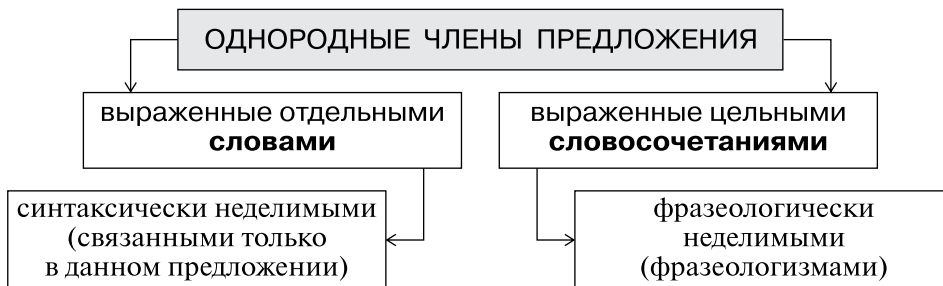 ОДНОРОДНЫЕ ЧЛЕНЫ ПРЕДЛОЖЕНИЯ
выраженные отдельными
словами
выраженные цельными
словосочетаниями
синтаксически неделимыми
(связанными только
в данном предложении)
фразеологически
неделимыми
(фразеологизмами)